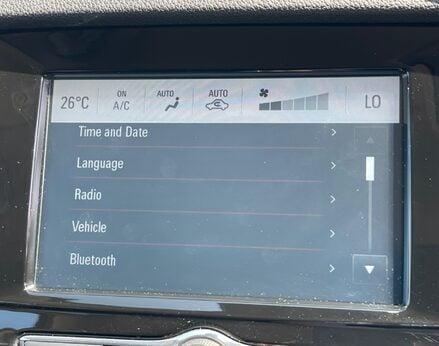 26°C ON A/C AUTO AUTO LO
Time and Date
Language
Radio
Vehicle
Bluetooth